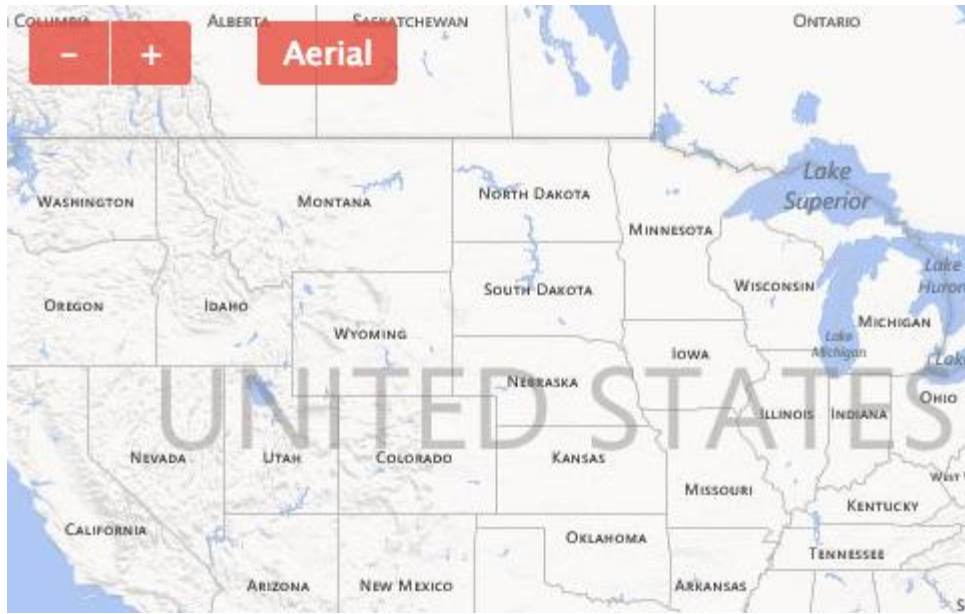 COLUMBIA
ALBERTA
SASKATCHEWAN
ONTARIO
− + Aerial
Lake
Superior
WASHINGTON
MONTANA
NORTH DAKOTA
MINNESOTA
Lake
Huron
OREGON
IDAHO
WYOMING
SOUTH DAKOTA
WISCONSIN
MICHIGAN
Lake
Michigan
IOWA
Lak
UNITED STATES
NEBRASKA
ILLINOIS
INDIANA
OHIO
NEVADA
UTAH
COLORADO
KANSAS
MISSOURI
WEST
KENTUCKY
CALIFORNIA
OKLAHOMA
TENNESSEE
ARIZONA
NEW MEXICO
ARKANSAS
S